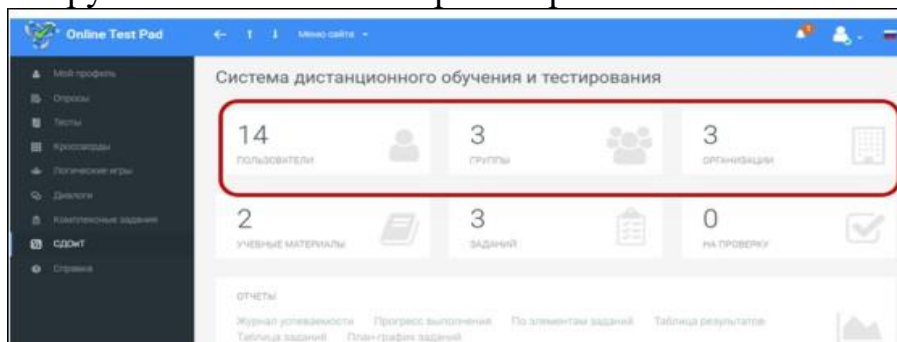 Online Test Pad
Меню сайта
Мой профиль
Опросы
Тесты
Кроссворды
Логические игры
Диалоги
Комплексные задания
СДОиТ
Справка
Система дистанционного обучения и тестирования
14
ПОЛЬЗОВАТЕЛИ
3
ГРУППЫ
3
ОРГАНИЗАЦИИ
2
УЧЕБНЫЕ МАТЕРИАЛЫ
3
ЗАДАНИЙ
0
НА ПРОВЕРКУ
ОТЧЕТЫ
Журнал успеваемости Прогресс выполнения По элементам заданий Таблица результатов
Таблица заданий План-график заданий